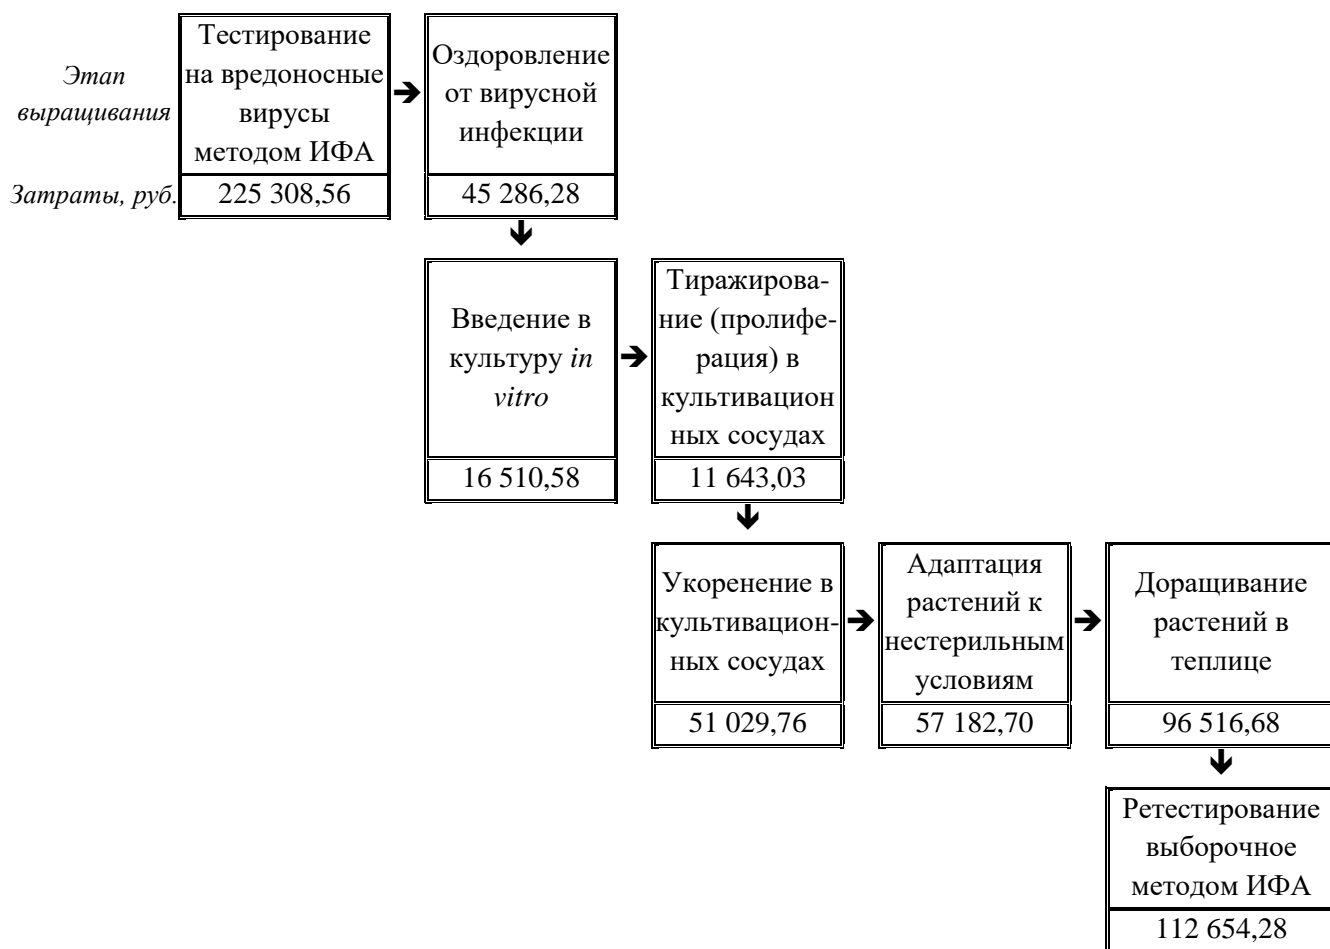 Этап
выращивания
Тестирование
на вредоносные
вирусы
методом ИФА
Оздоровление
от вирусной
инфекции
Затраты, руб.
225 308,56
45 286,28
Введение в
культуру in
vitro
16 510,58
Тиражирова-
ние (пролифе-
рация) в
культивацион
ных сосудах
11 643,03
Укоренение в
культивацион-
ных сосудах
51 029,76
Адаптация
растений к
нестерильным
условиям
57 182,70
Доращивание
растений в
теплице
96 516,68
Ретестирование
выборочное
методом ИФА
112 654,28